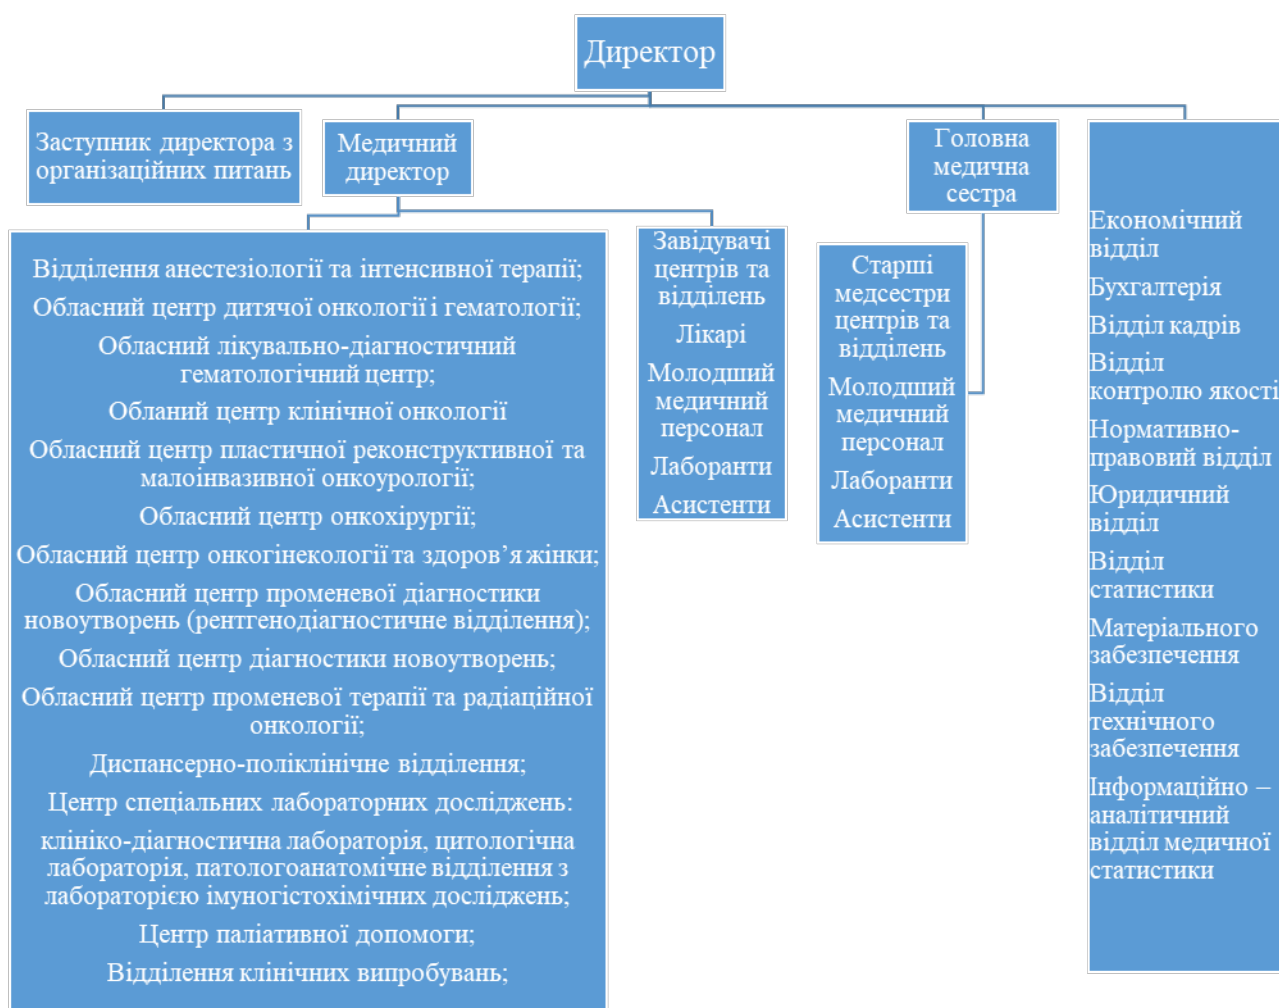 Директор
Заступник директора з
організаційних питань
Медичний
директор
Головна
медична
сестра
Відділення анестезіології та інтенсивної терапії;
Обласний центр дитячої онкології і гематології;
Обласний лікувально-діагностичний
гематологічний центр;
Обланий центр клінічної онкології
Обласний центр пластичної реконструктивної та
малоінвазивної онкоурології;
Обласний центр онкохірургії;
Обласний центр онкогінекології та здоров’я жінки;
Обласний центр променевої діагностики
новоутворень (рентгенодіагностичне відділення);
Обласний центр діагностики новоутворень;
Обласний центр променевої терапії та радіаційної
онкології;
Диспансерно-поліклінічне відділення;
Центр спеціальних лабораторних досліджень:
клініко-діагностична лабораторія, цитологічна
лабораторія, патологоанатомічне відділення з
лабораторією імуногістохімічних досліджень;
Центр паліативної допомоги;
Відділення клінічних випробувань;
Завідувачі
центрів та
відділень
Лікарі
Молодший
медичний
персонал
Лаборанти
Асистенти
Старші
медсестри
центрів та
відділень
Молодший
медичний
персонал
Лаборанти
Асистенти
Економічний
відділ
Бухгалтерія
Відділ кадрів
Відділ
контролю якості
Нормативно-
правовий відділ
Юридичний
відділ
Відділ
статистики
Матеріального
забезпечення
Відділ
технічного
забезпечення
Інформаційно –
аналітичний
відділ медичної
статистики